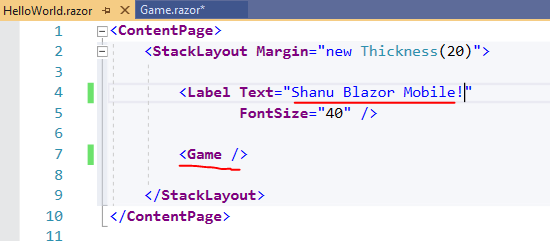 HelloWorld.razor Game.razor*
1 <ContentPage>
2 <StackLayout Margin="new Thickness(20)">
3
4 <Label Text="Shanu Blazor Mobile!"
5 FontSize="40" />
6
7 <Game />
8
9 </StackLayout>
10 </ContentPage>
11